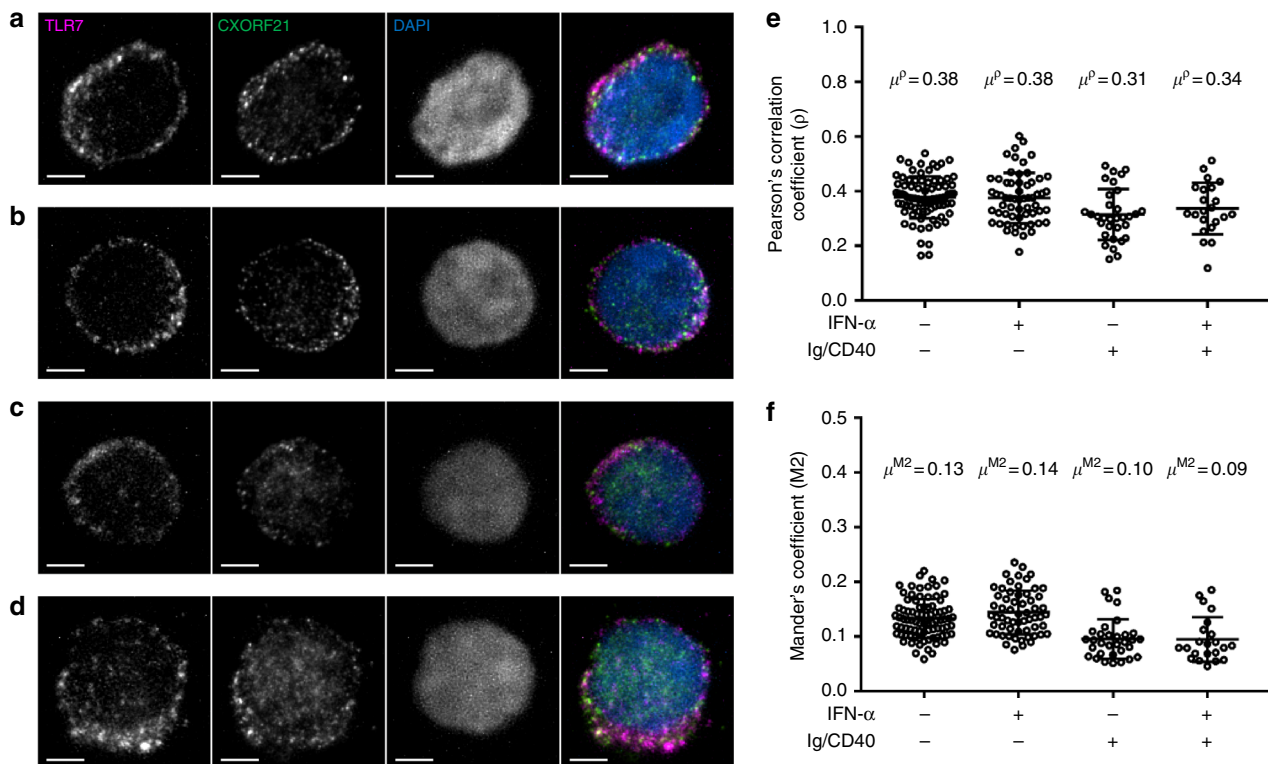 a
TLR7 CXORF21 DAPI
b
c
d
e
Pearson's correlation
coefficient (ρ)
1.0
0.8
0.6
0.4
0.2
0.0
μρ = 0.38 μρ = 0.38 μρ = 0.31 μρ = 0.34
IFN-α – + – +
Ig/CD40 – – + +
f
Mander's coefficient (M2)
0.5
0.4
0.3
0.2
0.1
0.0
μM2 = 0.13 μM2 = 0.14 μM2 = 0.10 μM2 = 0.09
IFN-α – + – +
Ig/CD40 – – + +